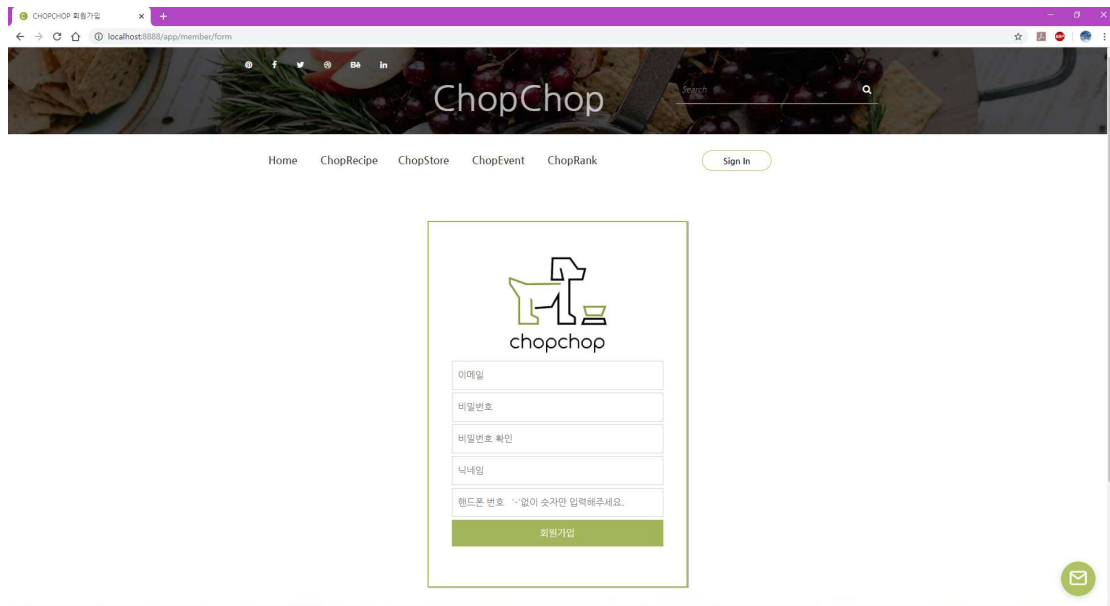 CHOPCHOP 회원가입
localhost:8888/app/member/form
ChopChop
Search
Home ChopRecipe ChopStore ChopEvent ChopRank Sign In
chopchop
이메일
비밀번호
비밀번호 확인
닉네임
핸드폰 번호 '-'없이 숫자만 입력해주세요.
회원가입